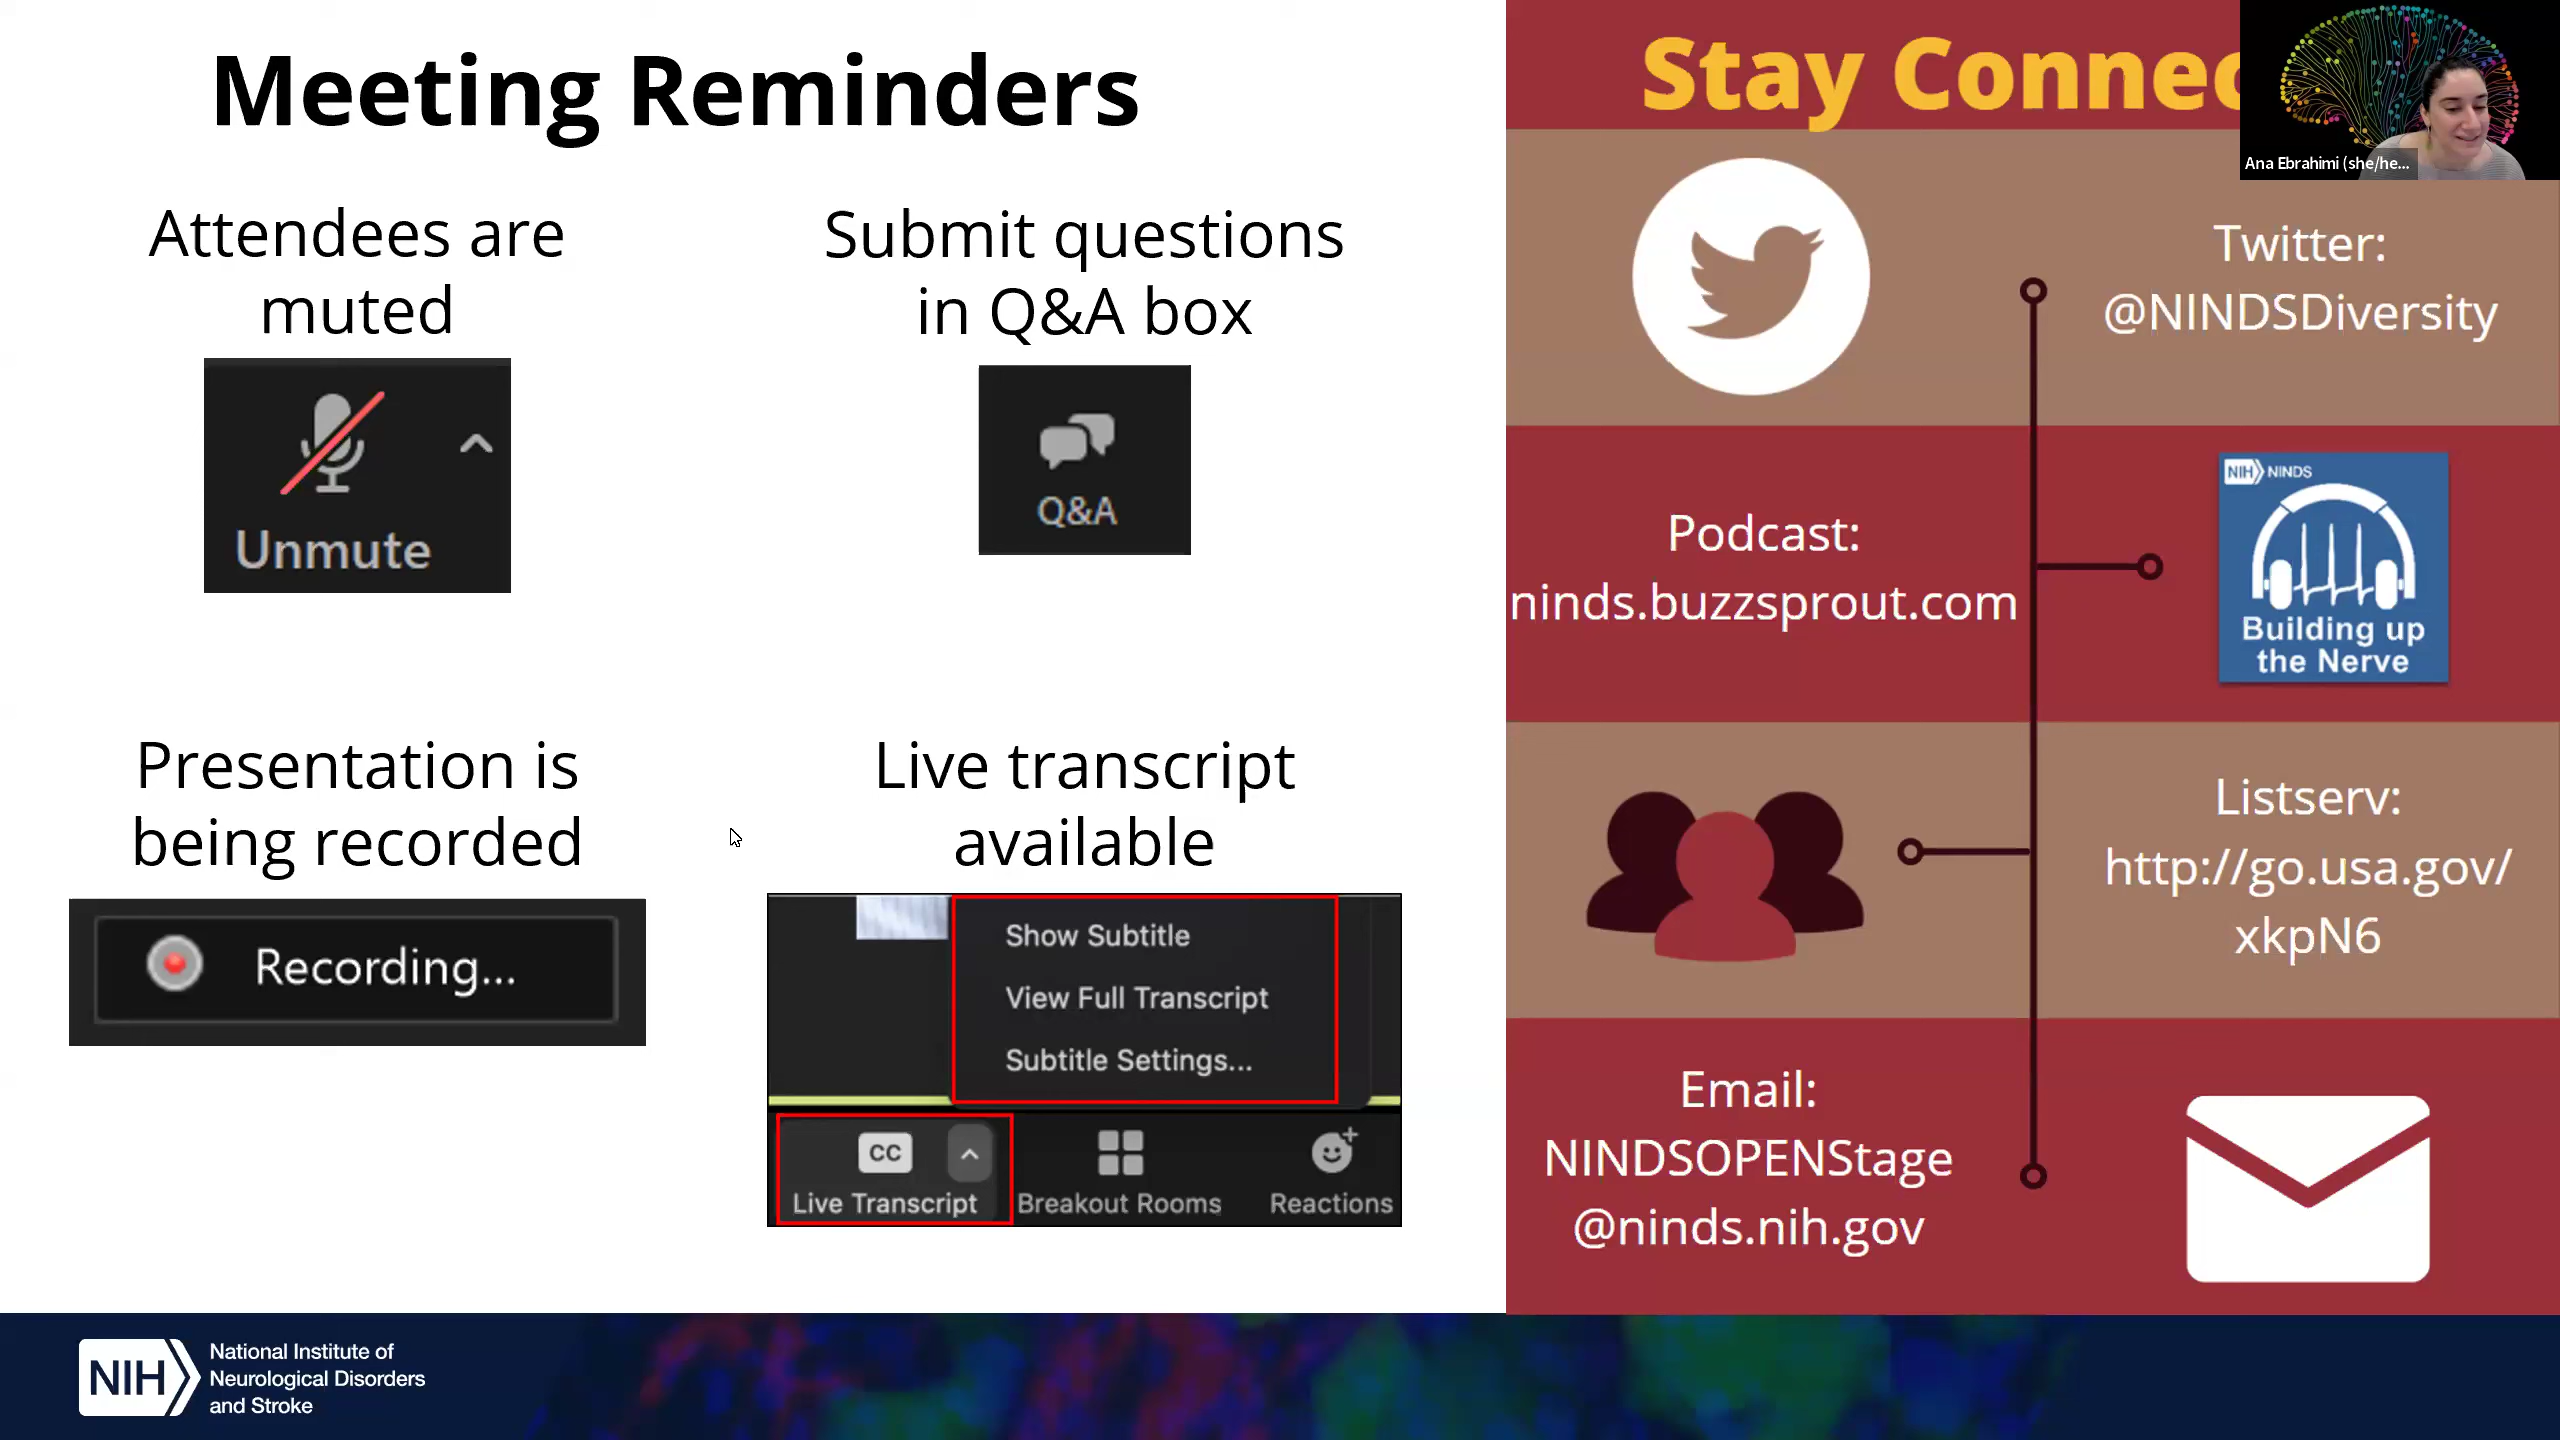 Meeting Reminders
Attendees are
muted
Unmute
Submit questions
in Q&A box
Q&A
Presentation is
being recorded
Recording...
Live transcript
available
Show Subtitle
View Full Transcript
Subtitle Settings...
CC
Live Transcript
Breakout Rooms
Reactions
Stay Connec
Ana Ebrahimi (she/he...
Twitter:
@NINDSDiversity
Podcast:
ninds.buzzsprout.com
NIH NINDS
Building up
the Nerve
Listserv:
http://go.usa.gov/
xkpN6
Email:
NINDSOPENStage
@ninds.nih.gov
NIH
National Institute of
Neurological Disorders
and Stroke